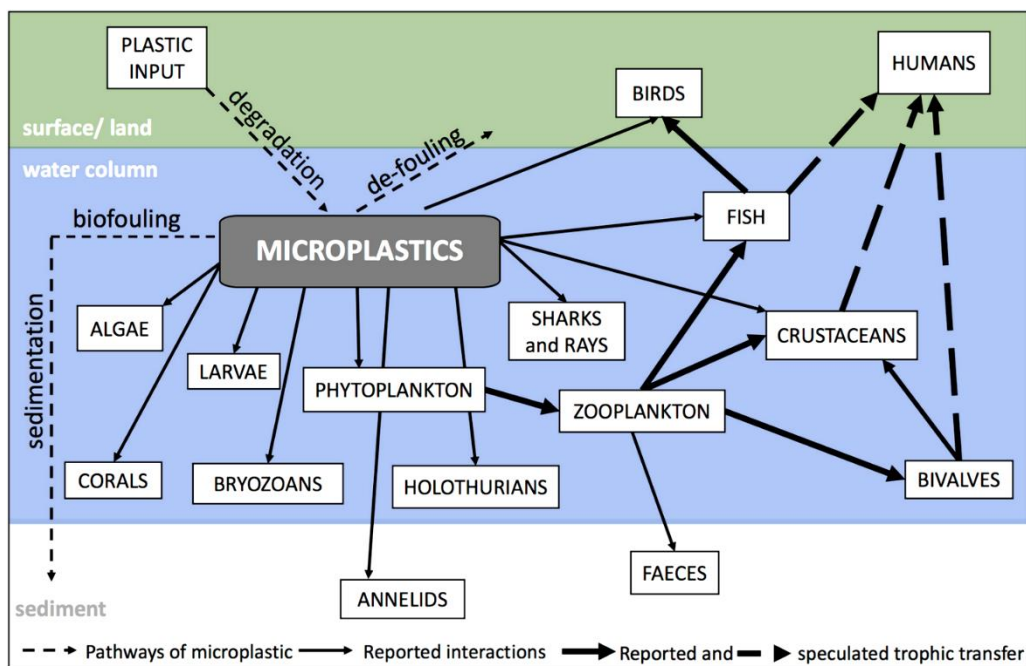 PLASTIC
INPUT
HUMANS
BIRDS
degradation
de-fouling
surface/ land
water column
biofouling
FISH
MICROPLASTICS
ALGAE
SHARKS
and RAYS
CRUSTACEANS
LARVAE
sedimentation
PHYTOPLANKTON
ZOOPLANKTON
CORALS
BRYOZOANS
HOLOTHURIANS
BIVALVES
FAECES
ANNELIDS
sediment
Pathways of microplastic
Reported interactions
Reported and
speculated trophic transfer